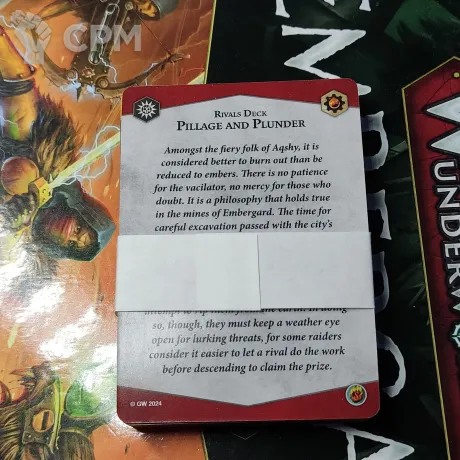 CPM
RIVALS DECK
PILLAGE AND PLUNDER
Amongst the fiery folk of Aqshy, it is
considered better to burn out than be
reduced to embers. There is no patience
for the vacilator, no mercy for those who
doubt. It is a philosophy that holds true
in the mines of Embergard. The time for
careful excavation passed with the city's
so, though, they must keep a weather eye
open for lurking threats, for some raiders
consider it easier to let a rival do the work
before descending to claim the prize.
© GW 2024
WUNDERW